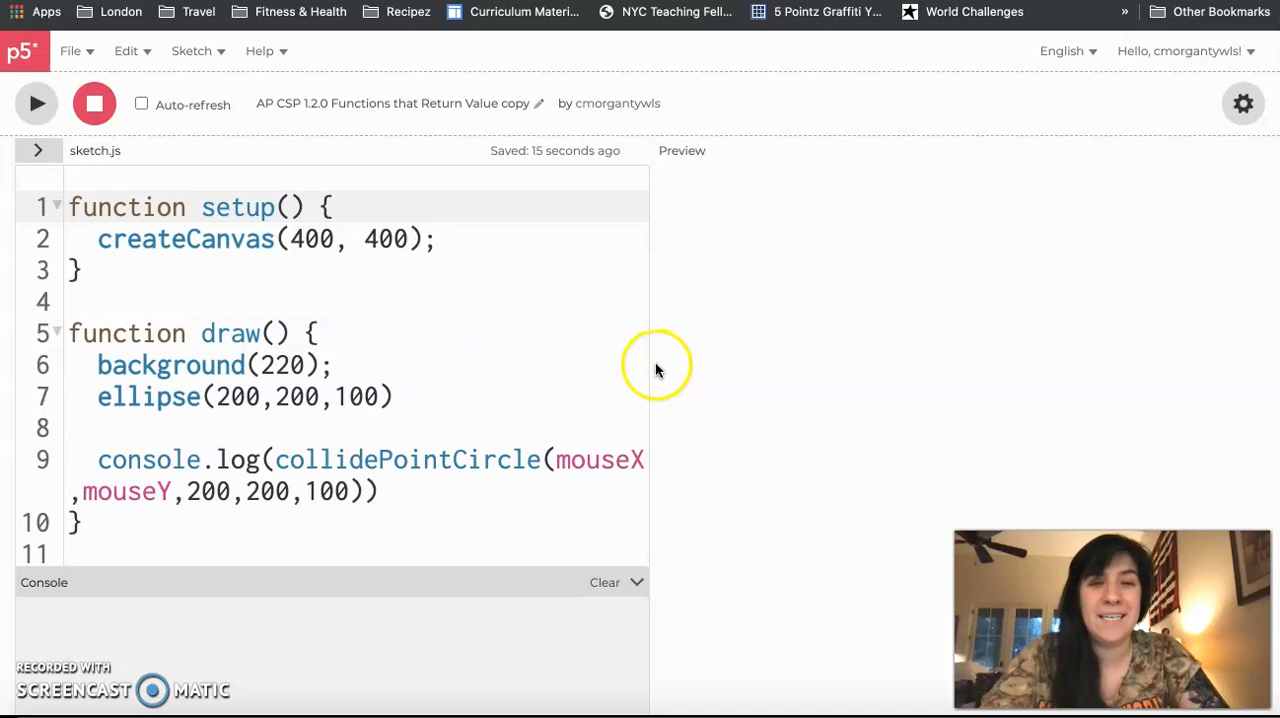 Apps London Travel Fitness & Health Recipez Curriculum Materi... NYC Teaching Fell... 5 Pointz Graffiti Y... World Challenges » Other Bookmarks
p5* File Edit Sketch Help English Hello, cmorgantywls!
Auto-refresh AP CSP 1.2.0 Functions that Return Value copy by cmorgantywls
> sketch.js Saved: 15 seconds ago Preview
1 function setup() {
2 createCanvas(400, 400);
3 }
4
5 function draw() {
6 background(220);
7 ellipse(200,200,100)
8
9 console.log(collidePointCircle(mouseX
,mouseY,200,200,100))
10 }
11
Console Clear
RECORDED WITH
SCREENCAST MATIC